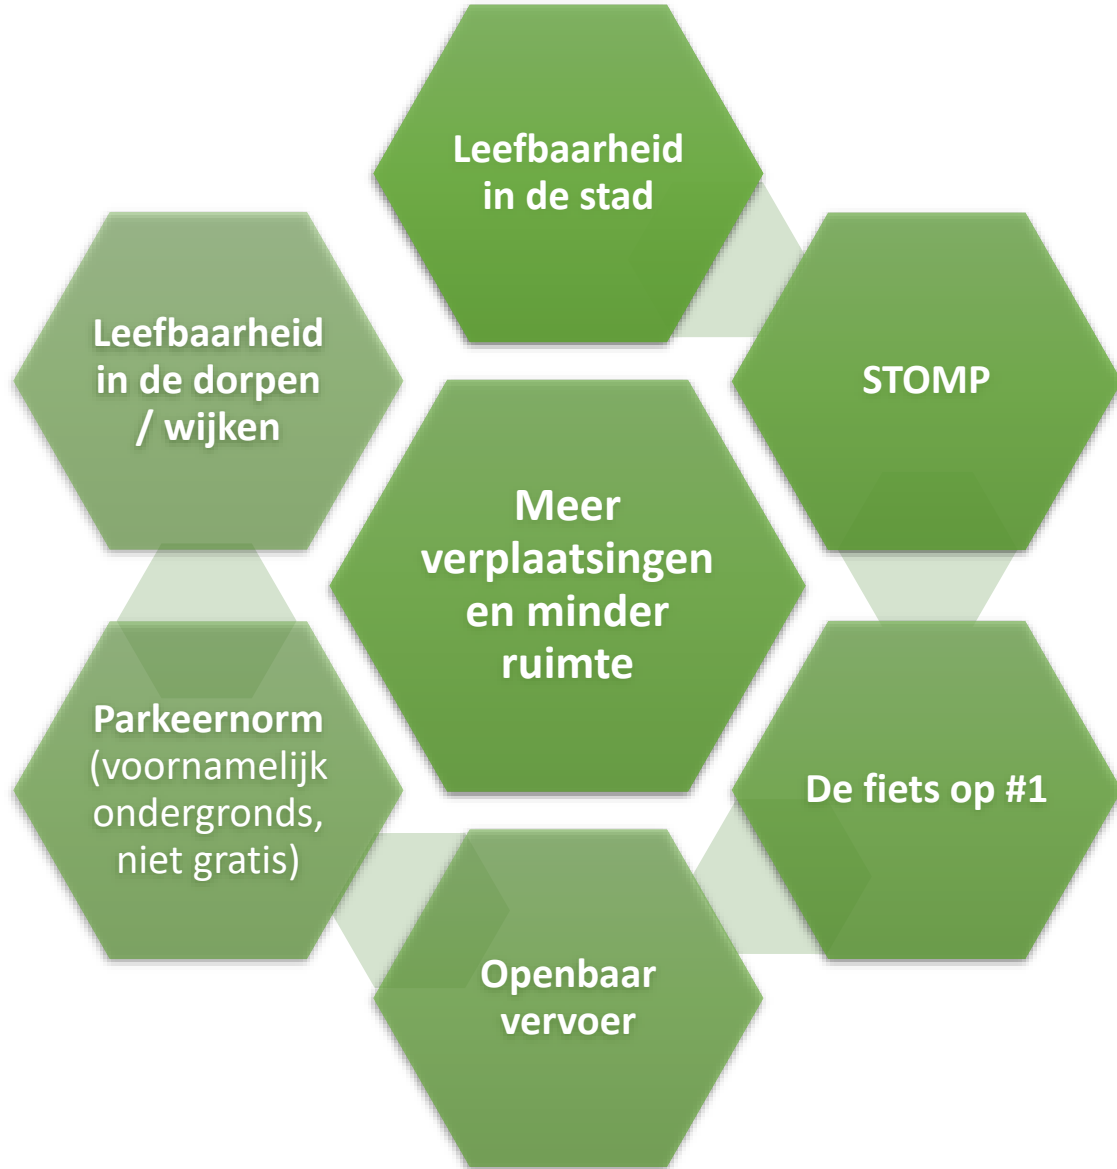 Leefbaarheid
in de stad
STOMP
De fiets op #1
Openbaar
vervoer
Parkeernorm
(voornamelijk
ondergronds,
niet gratis)
Leefbaarheid
in de dorpen
/ wijken
Meer
verplaatsingen
en minder
ruimte